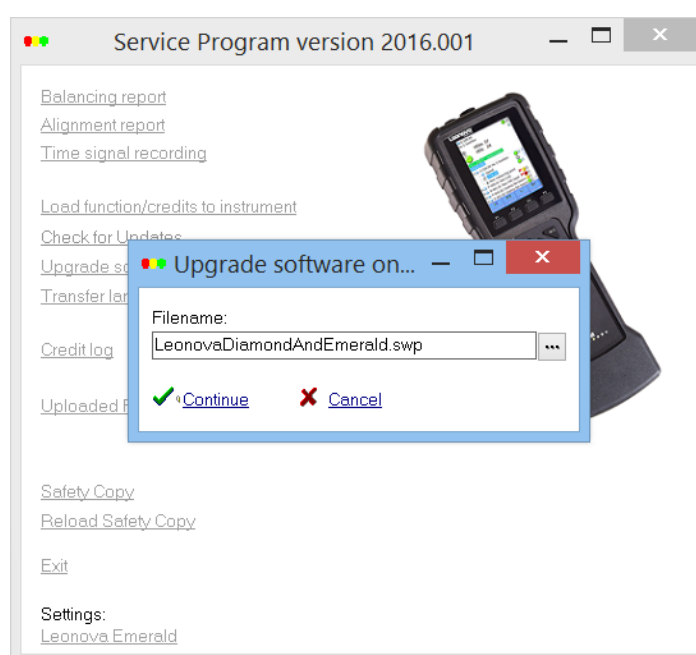 Service Program version 2016.001
Balancing report
Alignment report
Time signal recording
Load function/credits to instrument
Check for Updates
Upgrade
Transfer
Credit log
Uploaded
Upgrade software on...
Filename:
LeonovaDiamondAndEmerald.swp
...
Continue
Cancel
Safety Copy
Reload Safety Copy
Exit
Settings:
Leonova Emerald